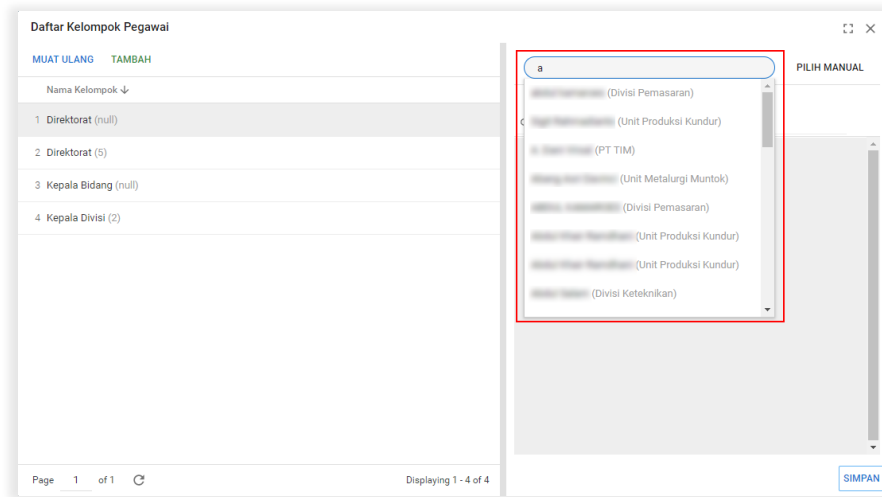 Daftar Kelompok Pegawai
MUAT ULANG TAMBAH
Nama Kelompok
1 Direktorat (null)
2 Direktorat (5)
3 Kepala Bidang (null)
4 Kepala Divisi (2)
Page 1 of 1
Displaying 1 - 4 of 4
a
PILIH MANUAL
(Divisi Pemasaran)
(Unit Produksi Kundur)
(PT TIM)
(Unit Metalurgi Muntok)
(Divisi Pemasaran)
(Unit Produksi Kundur)
(Unit Produksi Kundur)
(Divisi Keteknikan)
SIMPAN